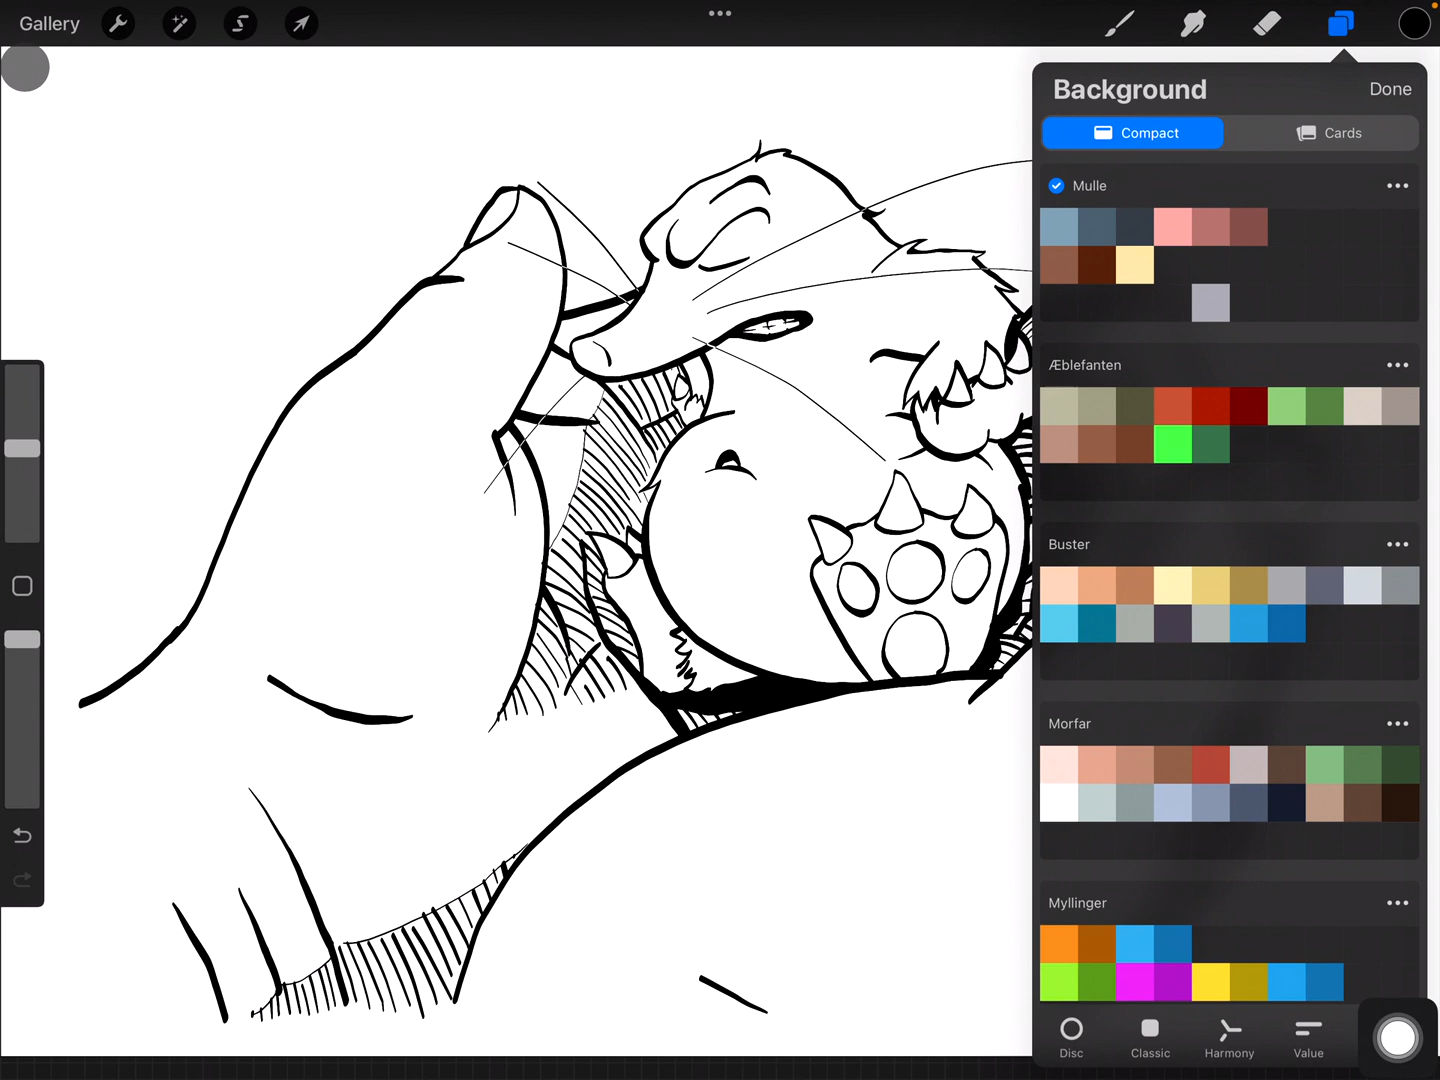 Gallery
Background
Done
Compact
Cards
Mulle
Æblefanten
Buster
Morfar
Myllinger
Disc
Classic
Harmony
Value